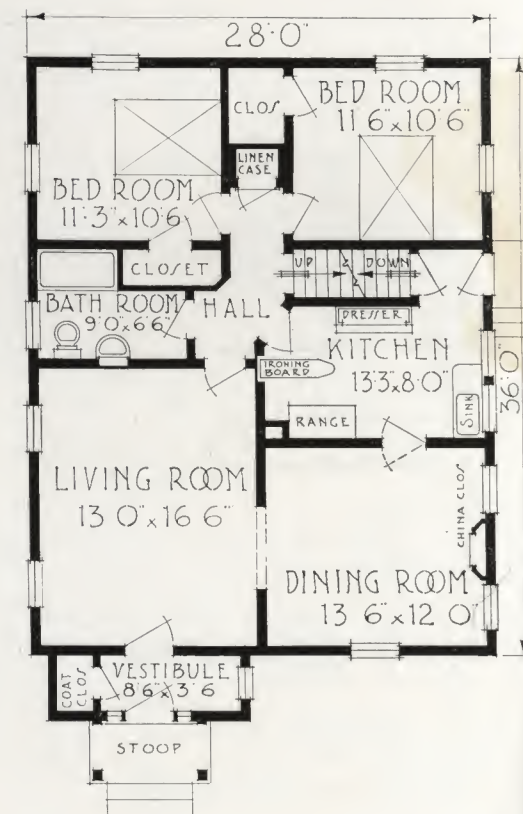 28'·0"
CLOS
BED ROOM
11'6"x10'6"
LINEN
CASE
BED ROOM
11'·3"x10'·6"
CLOSET
UP
DOWN
BATH ROOM
9'·0"x6'6"
HALL
DRESSER
KITCHEN
13'·3"x8'·0"
IRONING
BOARD
RANGE
SINK
36'·0"
LIVING ROOM
13'·0"x16'·6"
CHINA CLOS
DINING ROOM
13'·6"x12'·0"
COAT
CLOS
VESTIBULE
8'·6"x3'·6
STOOP